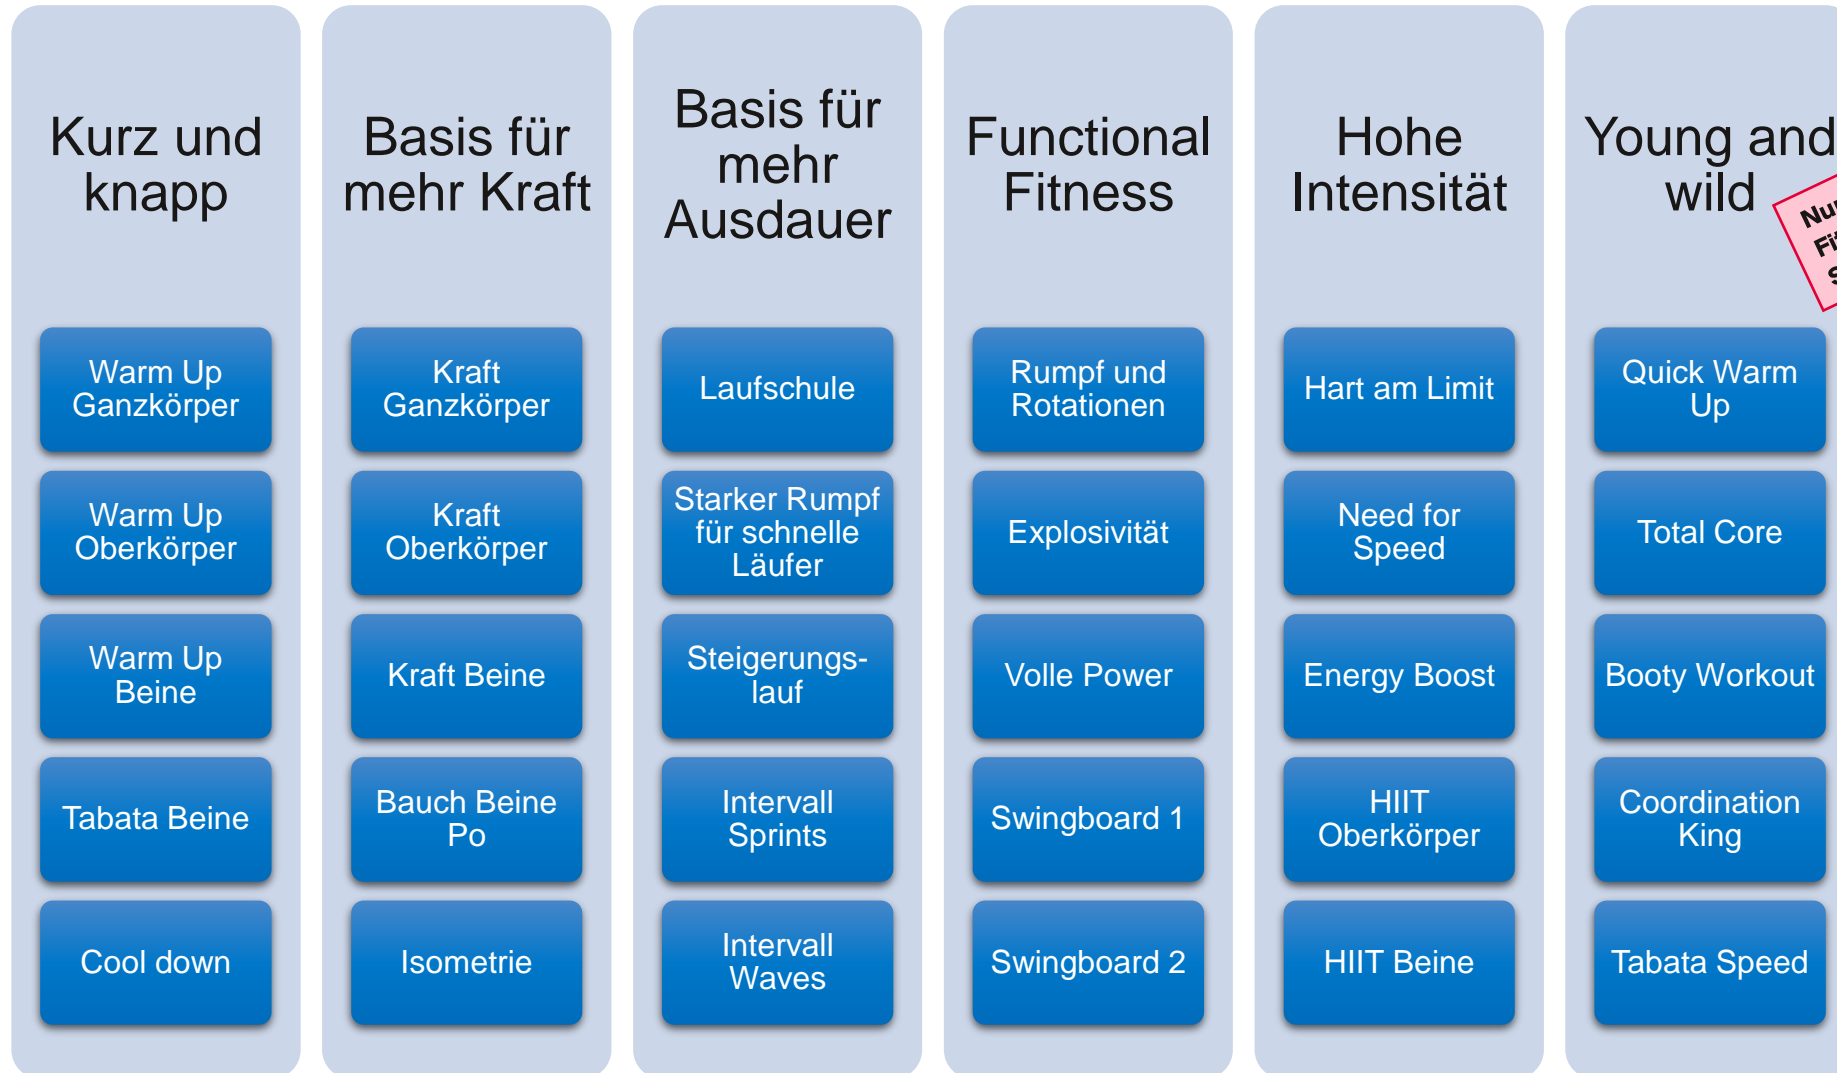 Kurz und
knapp
Warm Up
Ganzkörper
Warm Up
Oberkörper
Warm Up
Beine
Tabata Beine
Cool down
Basis für
mehr Kraft
Kraft
Ganzkörper
Kraft
Oberkörper
Kraft Beine
Bauch Beine
Po
Isometrie
Basis für
mehr
Ausdauer
Laufschule
Starker Rumpf
für schnelle
Läufer
Steigerungs-
lauf
Intervall
Sprints
Intervall
Waves
Functional
Fitness
Rumpf und
Rotationen
Explosivität
Volle Power
Swingboard 1
Swingboard 2
Hohe
Intensität
Hart am Limit
Need for
Speed
Energy Boost
HIIT
Oberkörper
HIIT Beine
Young and
wild
Quick Warm
Up
Total Core
Booty Workout
Coordination
King
Tabata Speed